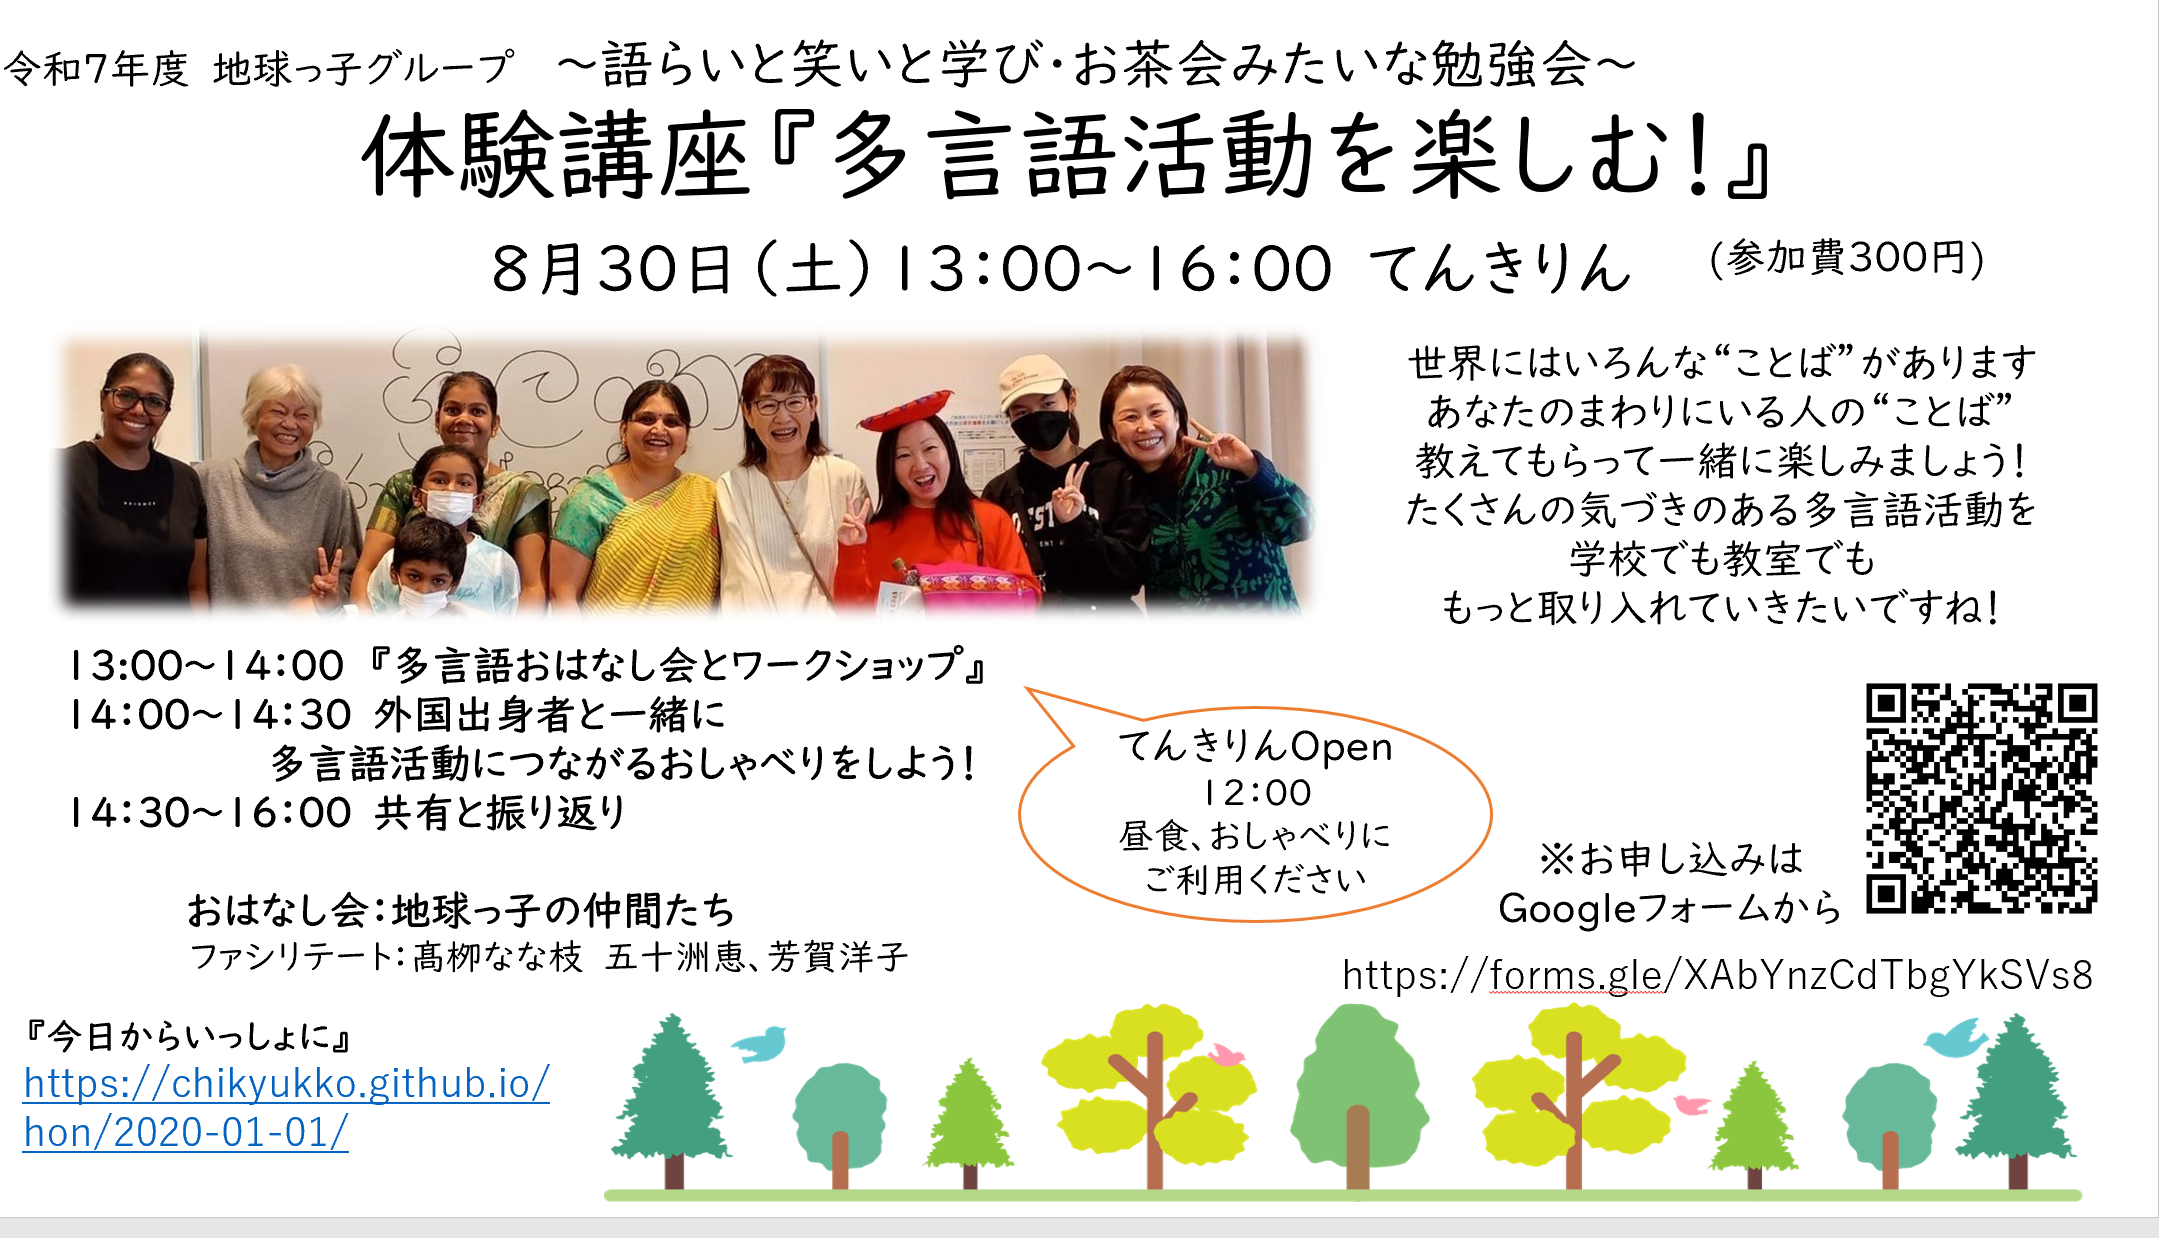 令和7年度 地球っ子グループ ～語らいと笑いと学び・お茶会みたいな勉強会～
体験講座『多言語活動を楽しむ！』
8月30日（土）13：00～16：00 てんきりん (参加費300円)
世界にはいろんな“ことば”があります
あなたのまわりにいる人の“ことば”
教えてもらって一緒に楽しみましょう！
たくさんの気づきのある多言語活動を
学校でも教室でも
もっと取り入れていきたいですね！
13:00～14：00 『多言語おはなし会とワークショップ』
14：00～14：30 外国出身者と一緒に
多言語活動につながるおしゃべりをしよう！
14：30～16：00 共有と振り返り
てんきりんOpen
12：00
昼食、おしゃべりに
ご利用ください
おはなし会：地球っ子の仲間たち
ファシリテート：髙栁なな枝 五十洲恵、芳賀洋子
※お申し込みは
Googleフォームから
https://forms.gle/XAbYnzCdTbgYkSVs8
『今日からいっしょに』
https://chikyukko.github.io/
hon/2020-01-01/